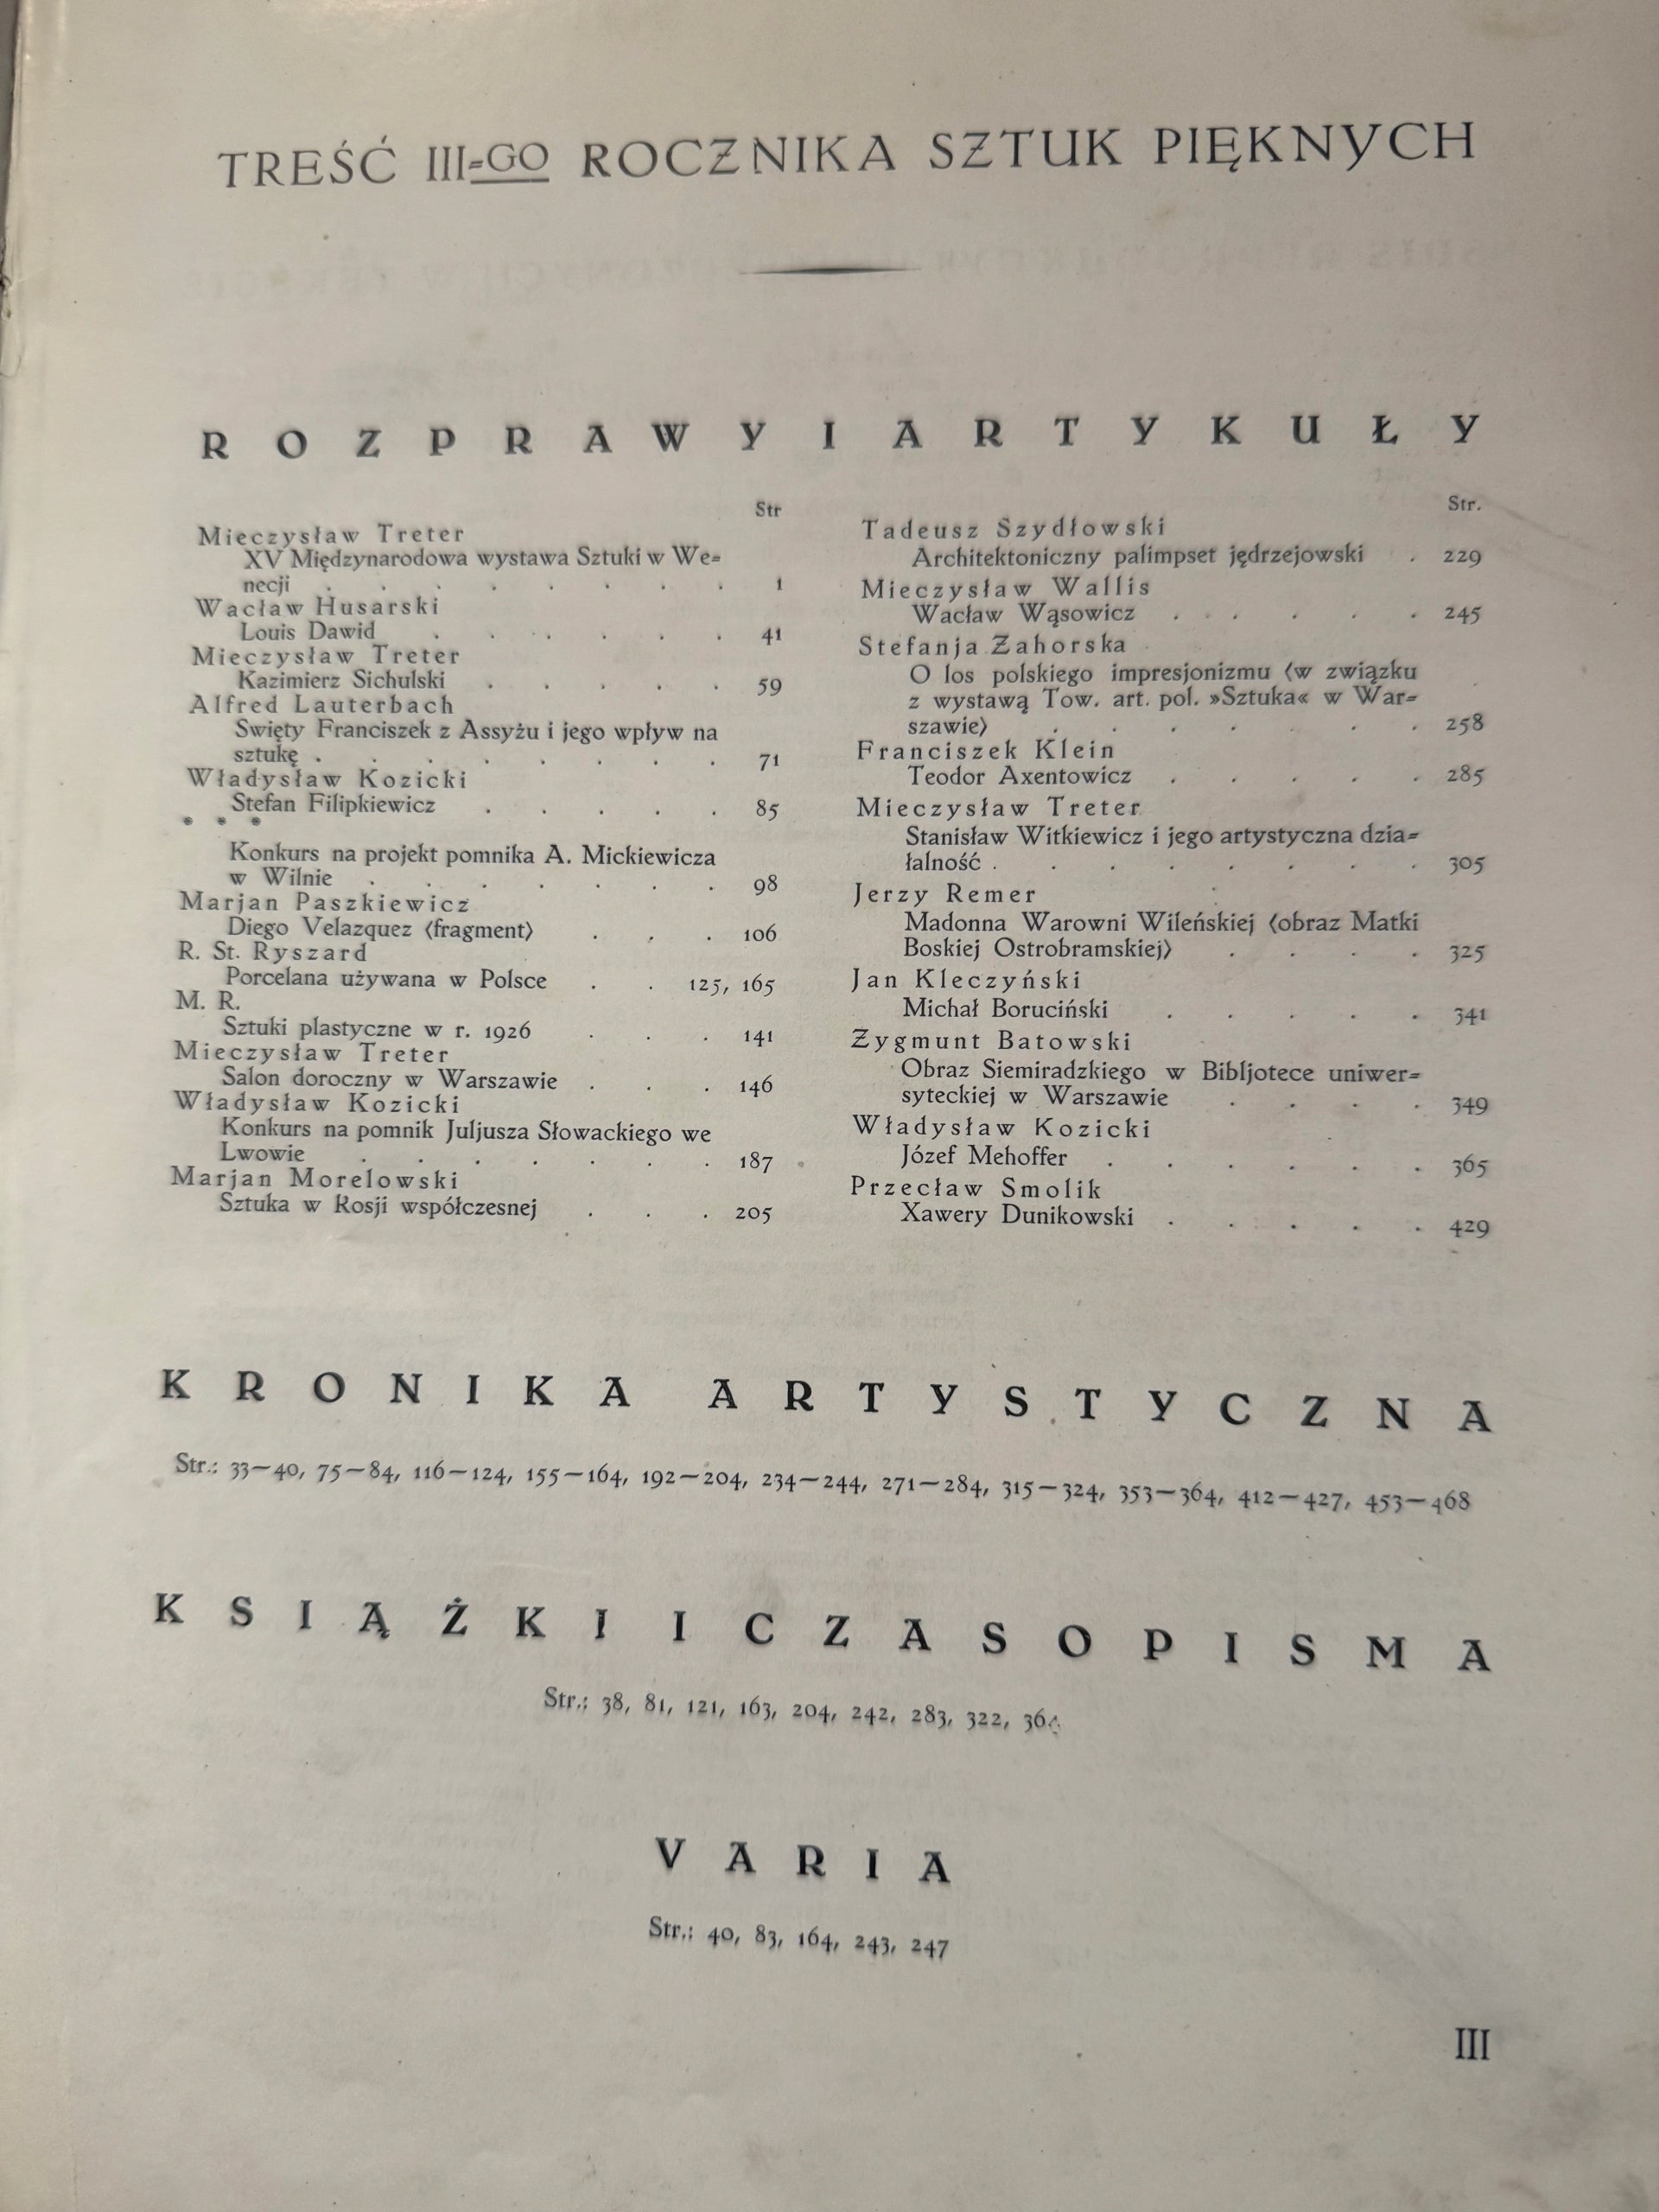 TREŚĆ III-GO ROCZNIKA SZTUK PIĘKNYCH
ROZPRAWY I ARTYKUŁY
Str
Mieczysław Treter
XV Międzynarodowa wystawa Sztuki w We-
necji . . . . . . . . 1
Wacław Husarski
Louis Dawid . . . . . . 41
Mieczysław Treter
Kazimierz Sichulski . . . . . 59
Alfred Lauterbach
Swięty Franciszek z Assyżu i jego wpływ na
sztukę . . . . . . . . 71
Władysław Kozicki
Stefan Filipkiewicz . . . . . 85
* * *
Konkurs na projekt pomnika A. Mickiewicza
w Wilnie . . . . . . . 98
Marjan Paszkiewicz
Diego Velazquez (fragment) . . . 106
R. St. Ryszard
Porcelana używana w Polsce . . 125, 165
M. R.
Sztuki plastyczne w r. 1926 . . . 141
Mieczysław Treter
Salon doroczny w Warszawie . . . 146
Władysław Kozicki
Konkurs na pomnik Juljusza Słowackiego we
Lwowie . . . . . . . 187
Marjan Morelowski
Sztuka w Rosji współczesnej . . . 205
Str.
Tadeusz Szydłowski
Architektoniczny palimpset jędrzejowski . 229
Mieczysław Wallis
Wacław Wąsowicz . . . . . 245
Stefanja Zahorska
O los polskiego impresjonizmu (w związku
z wystawą Tow. art. pol. »Sztuka« w War-
szawie) . . . . . . . 258
Franciszek Klein
Teodor Axentowicz . . . . . 285
Mieczysław Treter
Stanisław Witkiewicz i jego artystyczna dzia-
łalność . . . . . . . . 305
Jerzy Remer
Madonna Warowni Wileńskiej (obraz Matki
Boskiej Ostrobramskiej) . . . . 325
Jan Kleczyński
Michał Boruciński . . . . . 341
Zygmunt Batowski
Obraz Siemiradzkiego w Bibljotece uniwer-
syteckiej w Warszawie . . . . 349
Władysław Kozicki
Józef Mehoffer . . . . . . 365
Przecław Smolik
Xawery Dunikowski . . . . . 429
KRONIKA ARTYSTYCZNA
Str.: 33—40, 75—84, 116—124, 155—164, 192—204, 234—244, 271—284, 315—324, 353—364, 412—427, 453—468
KSIĄŻKI I CZASOPISMA
Str.: 38, 81, 121, 163, 204, 242, 283, 322, 364
VARIA
Str.: 40, 83, 164, 243, 247
III